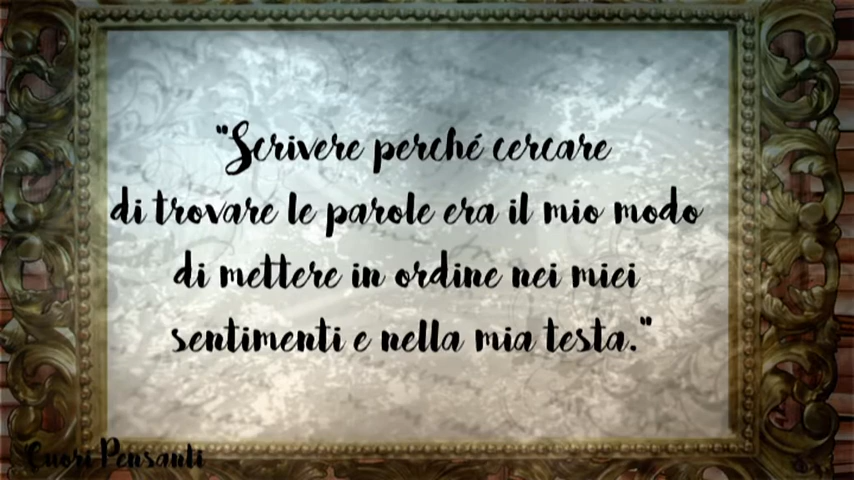 "Scrivere perché cercare
di trovare le parole era il mio modo
di mettere in ordine nei miei
sentimenti e nella mia testa."
Cuori Pensanti